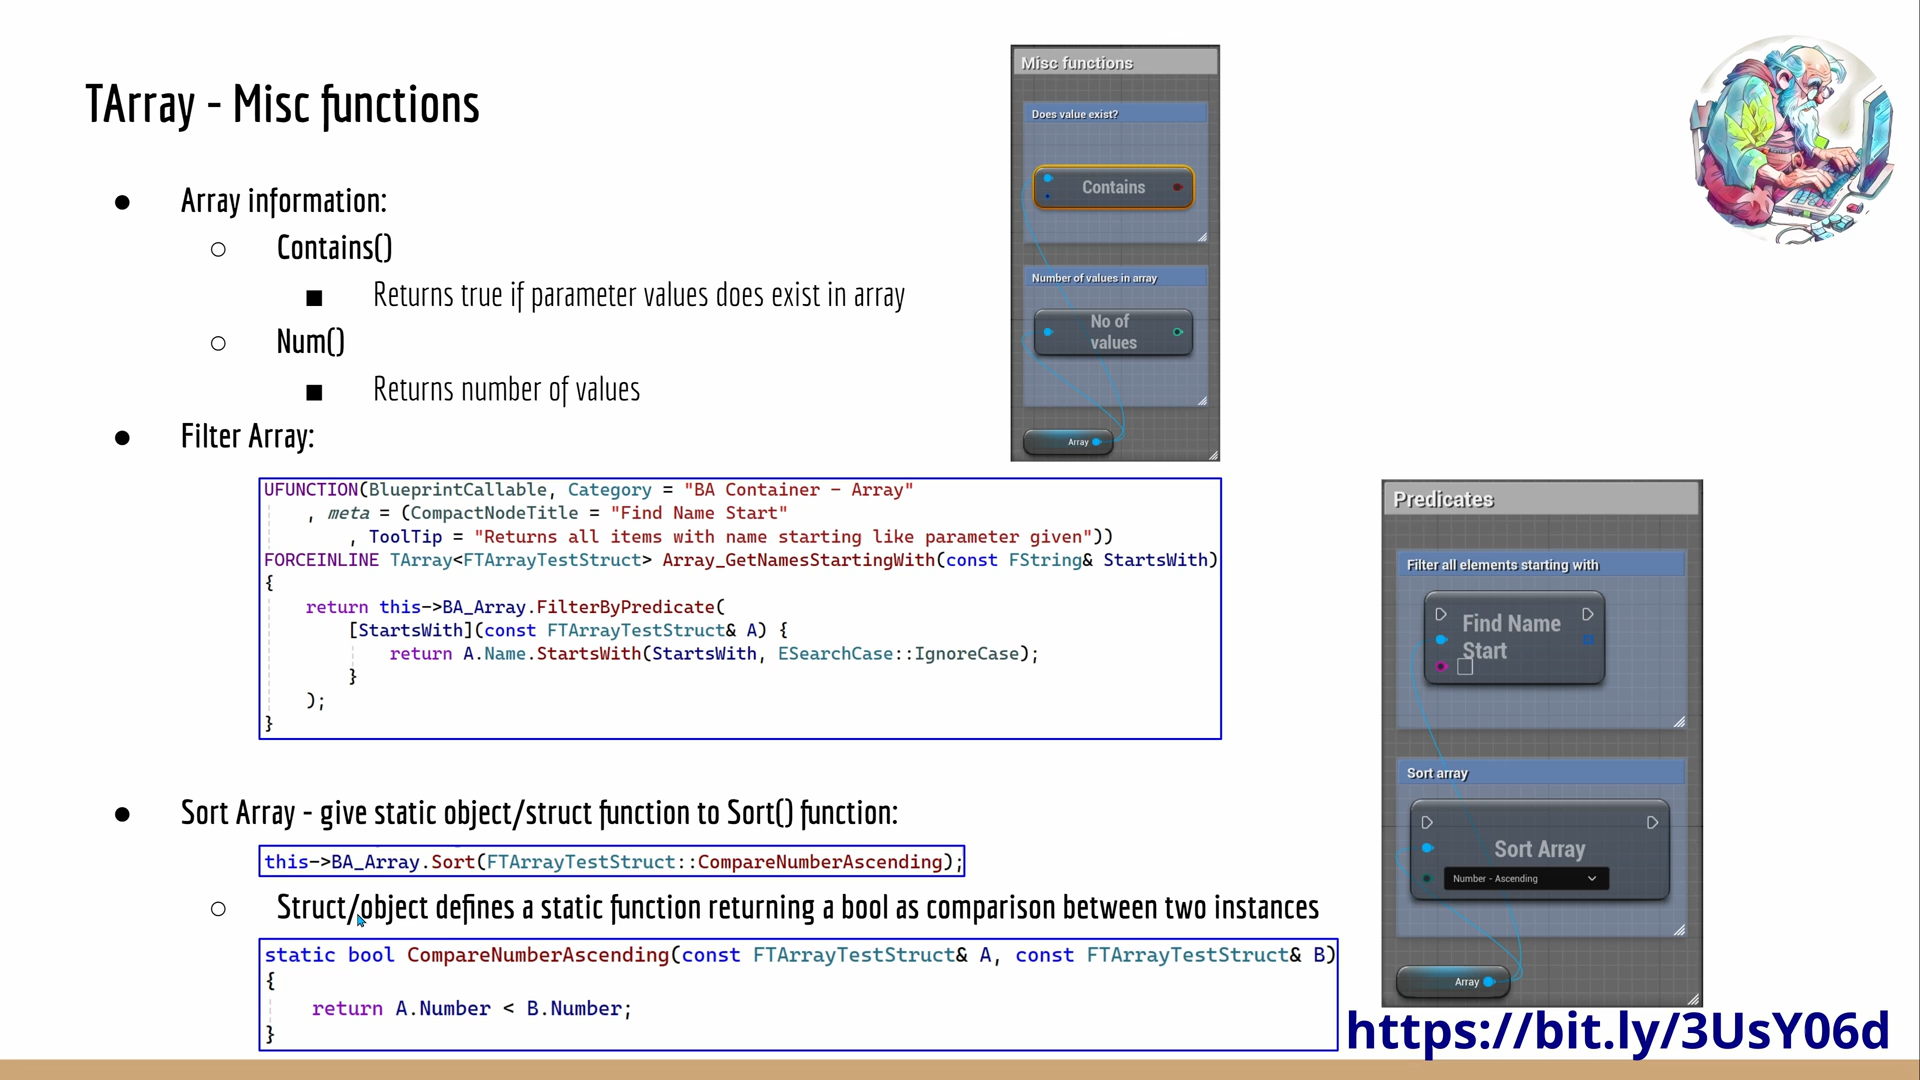 TArray - Misc functions
● Array information:
○ Contains()
■ Returns true if parameter values does exist in array
○ Num()
■ Returns number of values
● Filter Array:
UFUNCTION(BlueprintCallable, Category = "BA Container - Array"
, meta = (CompactNodeTitle = "Find Name Start"
, ToolTip = "Returns all items with name starting like parameter given"))
FORCEINLINE TArray<FTArrayTestStruct> Array_GetNamesStartingWith(const FString& StartsWith)
{
return this->BA_Array.FilterByPredicate(
[StartsWith](const FTArrayTestStruct& A) {
return A.Name.StartsWith(StartsWith, ESearchCase::IgnoreCase);
}
);
}
● Sort Array - give static object/struct function to Sort() function:
this->BA_Array.Sort(FTArrayTestStruct::CompareNumberAscending);
○ Struct/object defines a static function returning a bool as comparison between two instances
static bool CompareNumberAscending(const FTArrayTestStruct& A, const FTArrayTestStruct& B)
{
return A.Number < B.Number;
}
Misc functions
Does value exist?
Contains
Number of values in array
No of
values
Array
Predicates
Filter all elements starting with
Find Name
Start
Sort array
Sort Array
Number - Ascending
Array
https://bit.ly/3UsY06d